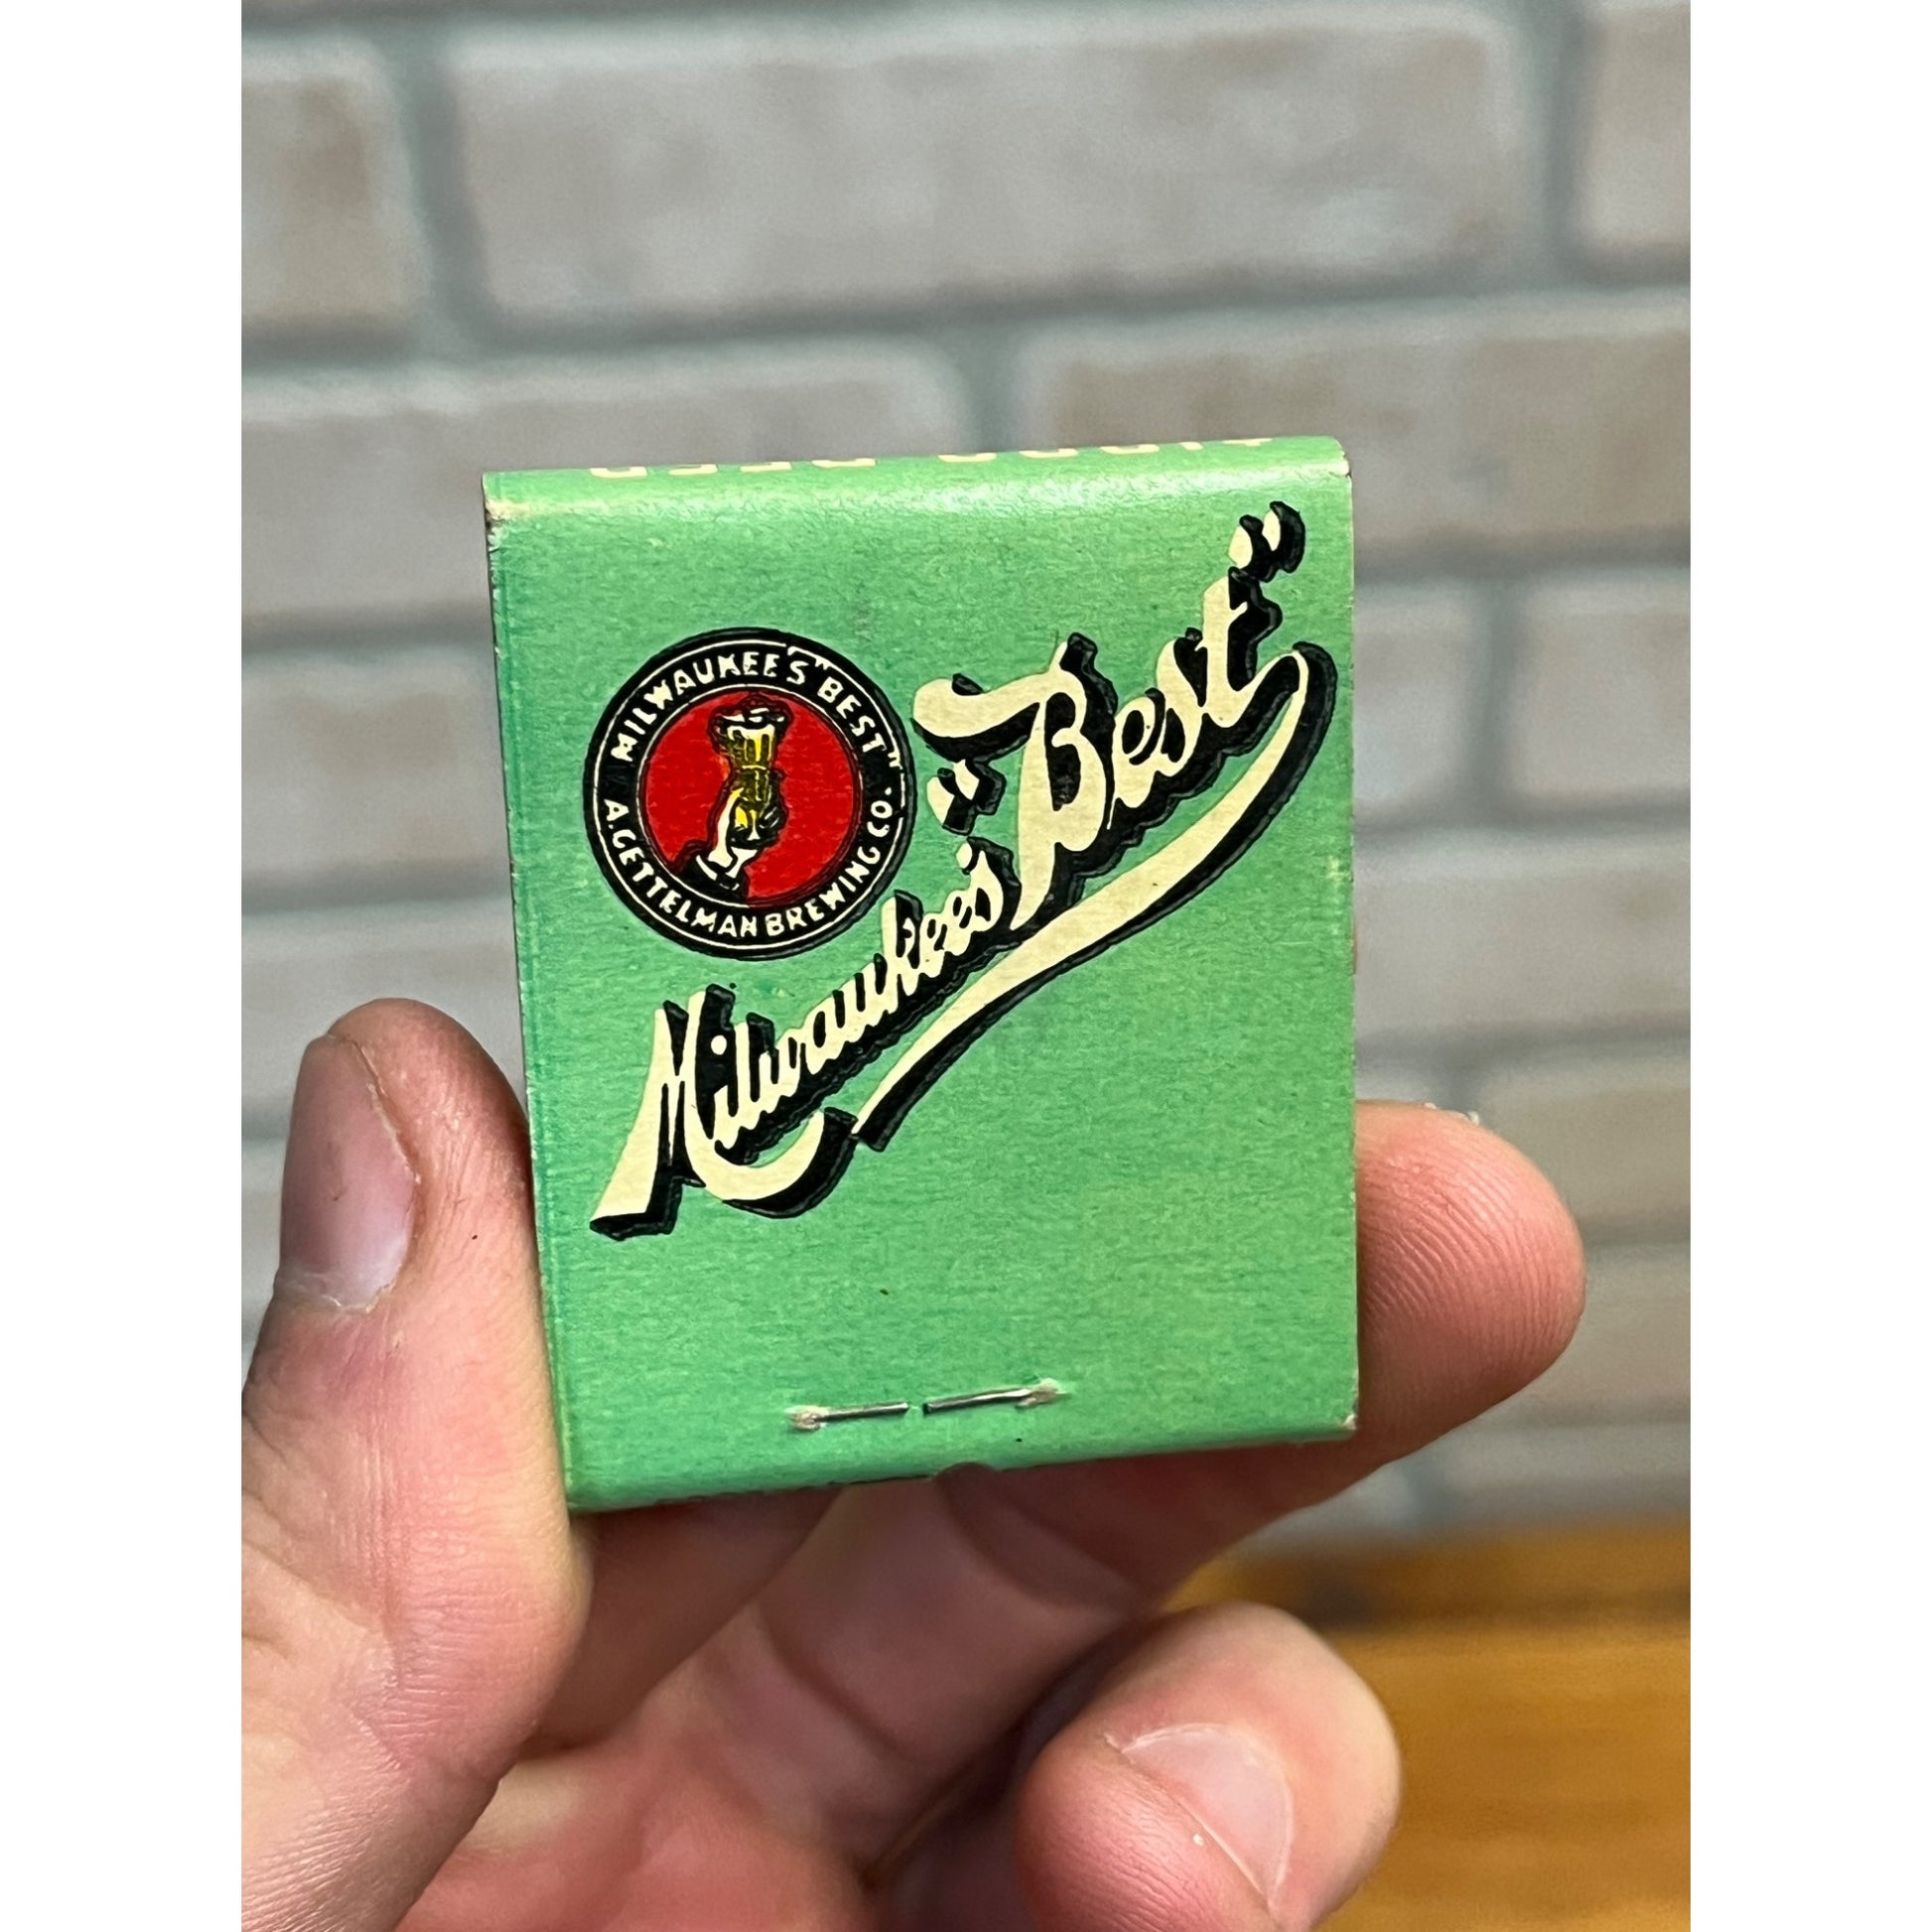 MILWAUKEE'S "BEST"
A. GETTELMAN BREWING CO.
Milwaukee's "Best"